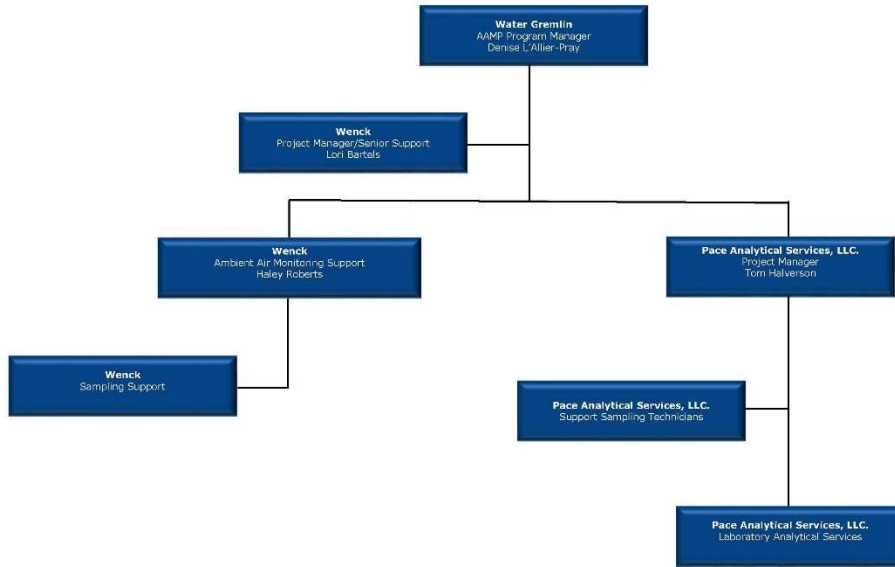 Water Gremlin
AAMP Program Manager
Denise L'Allier-Pray
Wenck
Project Manager/Senior Support
Lori Bartels
Wenck
Ambient Air Monitoring Support
Haley Roberts
Pace Analytical Services, LLC.
Project Manager
Tom Halverson
Wenck
Sampling Support
Pace Analytical Services, LLC.
Support Sampling Technicians
Pace Analytical Services, LLC.
Laboratory Analytical Services